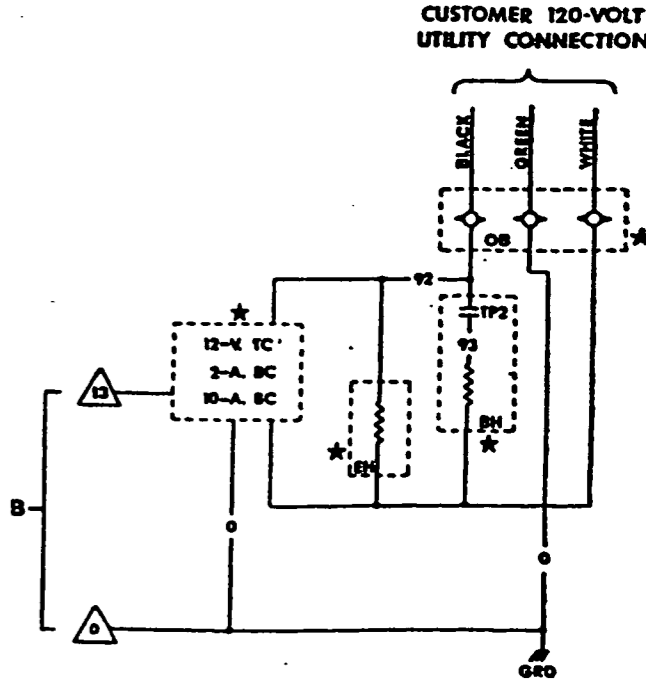 CUSTOMER 120-VOLT
UTILITY CONNECTION
BLACK
GREEN
WHITE
OB
92
TP2
12-V. TC
2-A. BC
10-A. BC
93
13
BH
EH
B
0
0
0
GRD